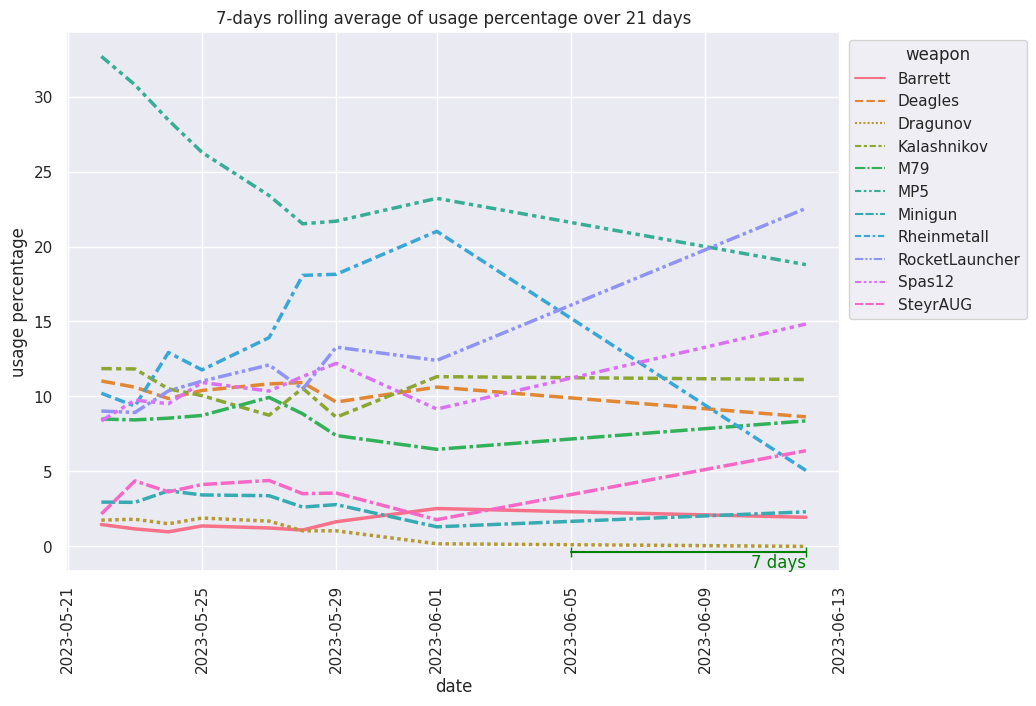 7-days rolling average of usage percentage over 21 days
usage percentage
30
25
20
15
10
5
0
7 days
2023-05-21
2023-05-25
2023-05-29
2023-06-01
2023-06-05
2023-06-09
2023-06-13
date
weapon
Barrett
Deagles
Dragunov
Kalashnikov
M79
MP5
Minigun
Rheinmetall
RocketLauncher
Spas12
SteyrAUG